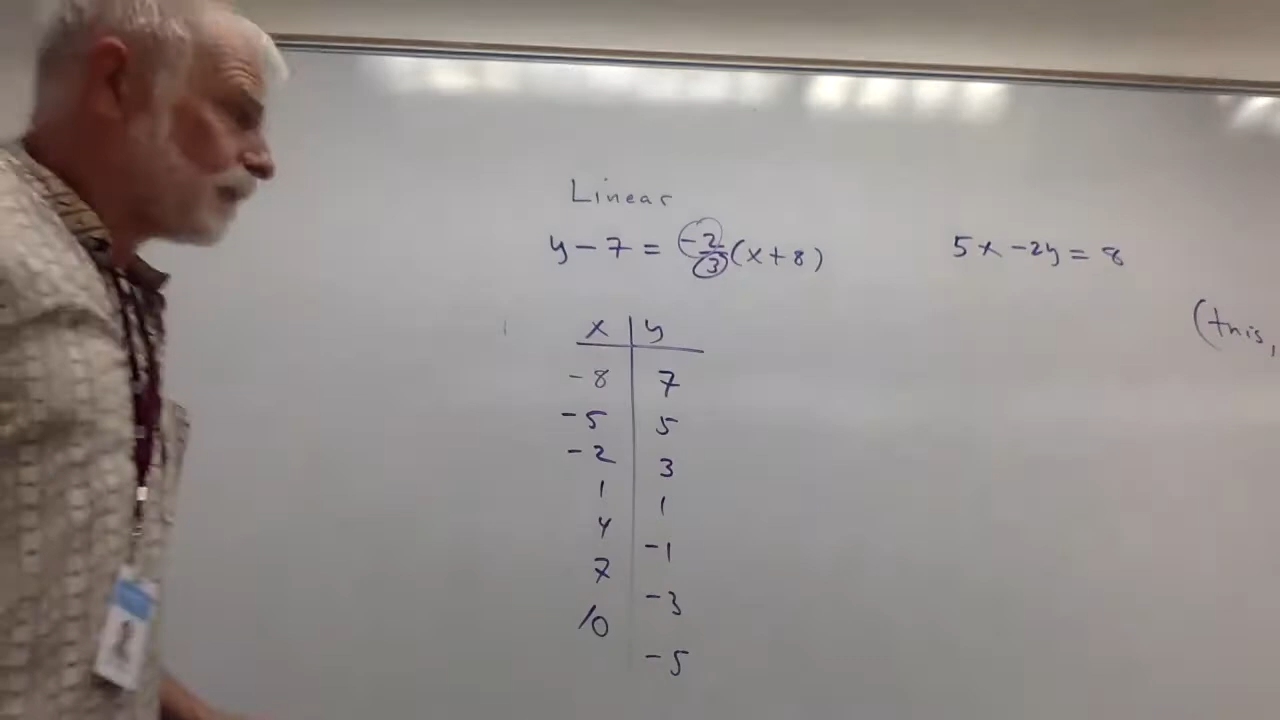 Linear
y - 7 = -2/3 (x + 8)
5x - 2y = 8
(this,
x | y
-8 | 7
-5 | 5
-2 | 3
1 | 1
4 | -1
7 | -3
10 | -5